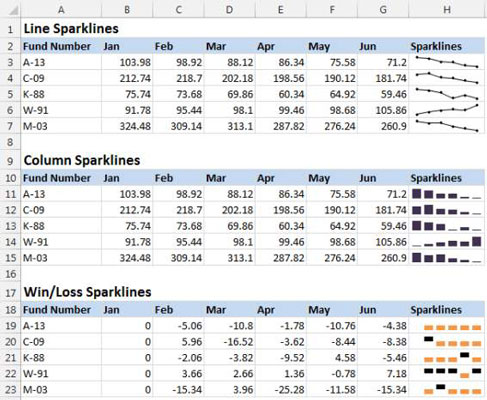 A B C D E F G H
1 Line Sparklines
2 Fund Number Jan Feb Mar Apr May Jun Sparklines
3 A-13 103.98 98.92 88.12 86.34 75.58 71.2
4 C-09 212.74 218.7 202.18 198.56 190.12 181.74
5 K-88 75.74 73.68 69.86 60.34 64.92 59.46
6 W-91 91.78 95.44 98.1 99.46 98.68 105.86
7 M-03 324.48 309.14 313.1 287.82 276.24 260.9
8
9 Column Sparklines
10 Fund Number Jan Feb Mar Apr May Jun Sparklines
11 A-13 103.98 98.92 88.12 86.34 75.58 71.2
12 C-09 212.74 218.7 202.18 198.56 190.12 181.74
13 K-88 75.74 73.68 69.86 60.34 64.92 59.46
14 W-91 91.78 95.44 98.1 99.46 98.68 105.86
15 M-03 324.48 309.14 313.1 287.82 276.24 260.9
16
17 Win/Loss Sparklines
18 Fund Number Jan Feb Mar Apr May Jun Sparklines
19 A-13 0 -5.06 -10.8 -1.78 -10.76 -4.38
20 C-09 0 5.96 -16.52 -3.62 -8.44 -8.38
21 K-88 0 -2.06 -3.82 -9.52 4.58 -5.46
22 W-91 0 3.66 2.66 1.36 -0.78 7.18
23 M-03 0 -15.34 3.96 -25.28 -11.58 -15.34